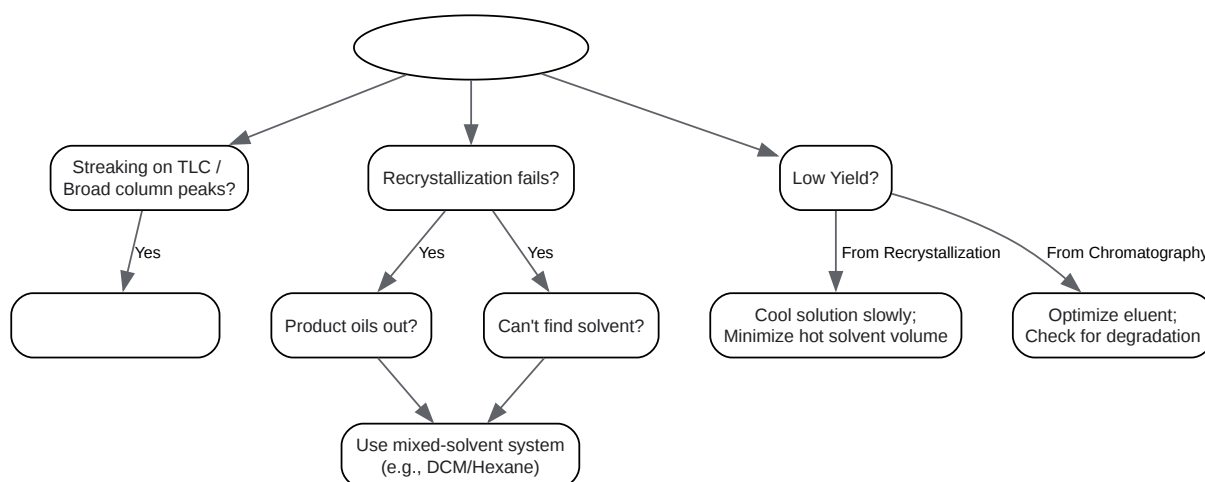 Streaking on TLC /
Broad column peaks?
Recrystallization fails?
Low Yield?
Yes
Yes
Yes
From Recrystallization
From Chromatography
Product oils out?
Can't find solvent?
Cool solution slowly;
Minimize hot solvent volume
Optimize eluent;
Check for degradation
Use mixed-solvent system
(e.g., DCM/Hexane)